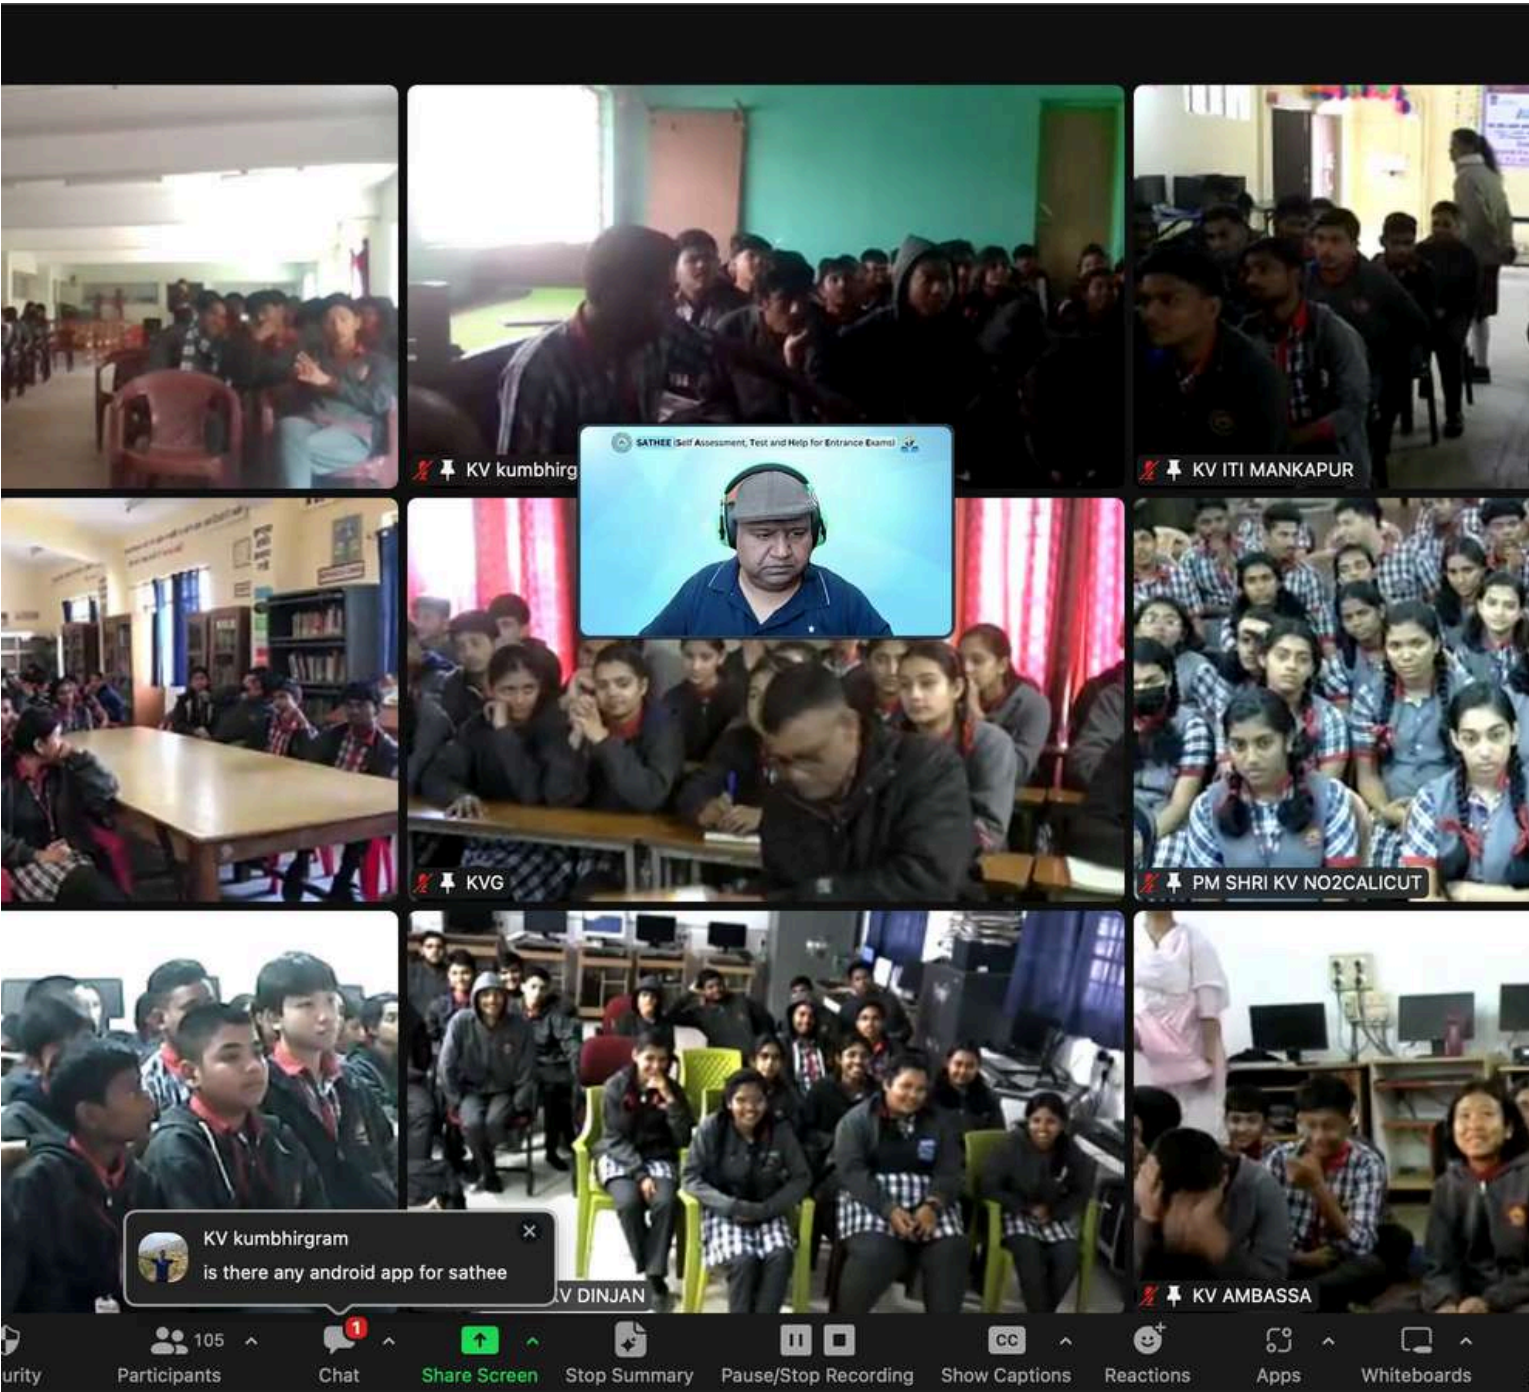 KV kumbhirg
SATHEE (Self Assessment, Test and Help for Entrance Exams)
KV ITI MANKAPUR
KVG
PM SHRI KV NO2CALICUT
KV kumbhirgram
is there any android app for sathee
KV DINJAN
KV AMBASSA
urity
105
Participants
1
Chat
Share Screen
Stop Summary
Pause/Stop Recording
CC
Show Captions
Reactions
Apps
Whiteboards